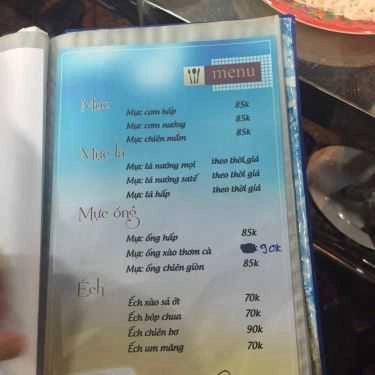 menu
Mực
Mực cơm hấp 85k
Mực cơm nướng 85k
Mực chiên mắm 85k
Mực lá
Mực lá nướng mọi theo thời giá
Mực lá nướng satế theo thời giá
Mực lá hấp theo thời giá
Mực ống
Mực ống hấp 85k
Mực ống xào thơm cà 90k
Mực ống chiên giòn 85k
Ếch
Ếch xào sả ớt 70k
Ếch bóp chua 70k
Ếch chiên bơ 90k
Ếch um măng 70k